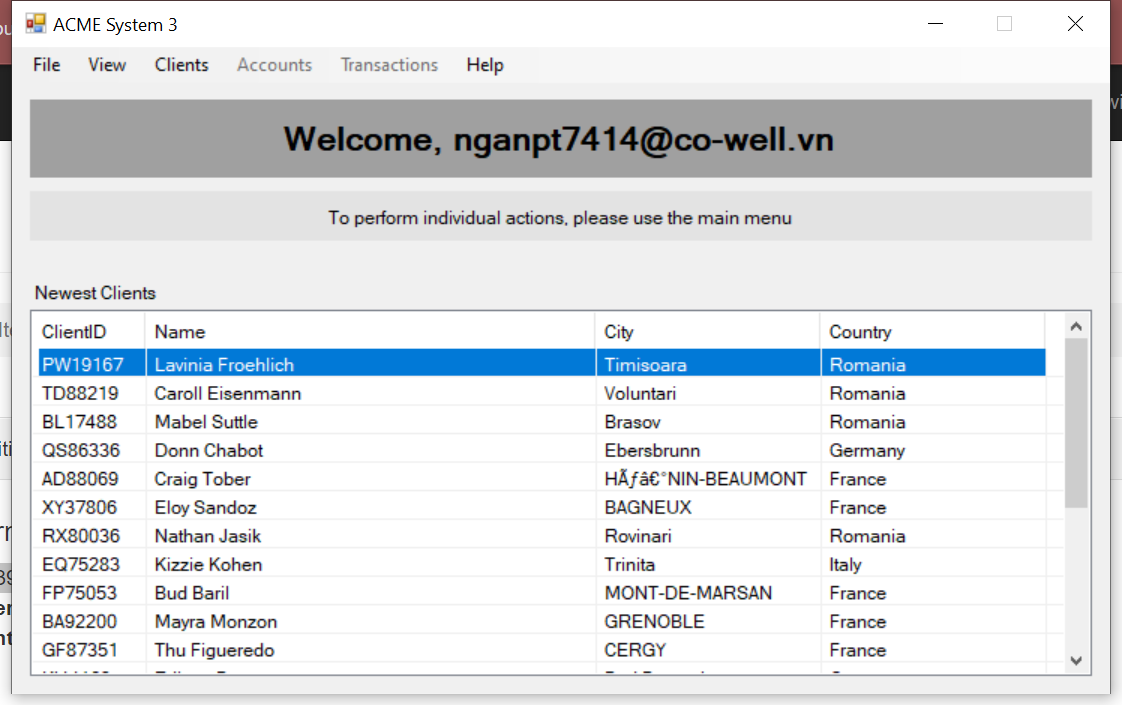 ACME System 3
File View Clients Accounts Transactions Help
Welcome, nganpt7414@co-well.vn
To perform individual actions, please use the main menu
Newest Clients
ClientID Name City Country
PW19167 Lavinia Froehlich Timisoara Romania
TD88219 Caroll Eisenmann Voluntari Romania
BL17488 Mabel Suttle Brasov Romania
QS86336 Donn Chabot Ebersbrunn Germany
AD88069 Craig Tober HÃƒâ€°NIN-BEAUMONT France
XY37806 Eloy Sandoz BAGNEUX France
RX80036 Nathan Jasik Rovinari Romania
EQ75283 Kizzie Kohen Trinita Italy
FP75053 Bud Baril MONT-DE-MARSAN France
BA92200 Mayra Monzon GRENOBLE France
GF87351 Thu Figueredo CERGY France